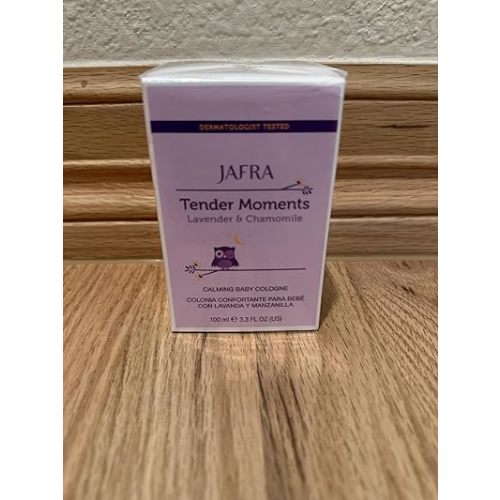 DERMATOLOGIST TESTED
JAFRA
Tender Moments
Lavender & Chamomile
CALMING BABY COLOGNE
COLONIA CONFORTANTE PARA BEBÉ
CON LAVANDA Y MANZANILLA
100 ml ℮ 3.3 FL OZ (US)